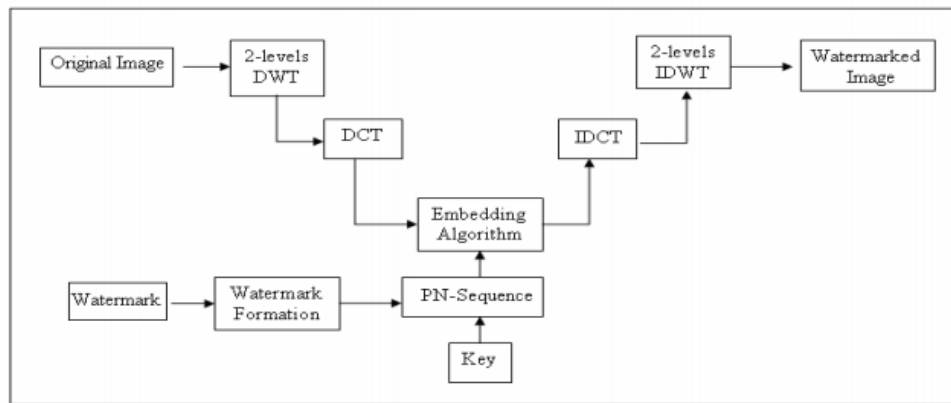 Original Image
2-levels
DWT
DCT
Embedding
Algorithm
IDCT
2-levels
IDWT
Watermarked
Image
Watermark
Watermark
Formation
PN-Sequence
Key